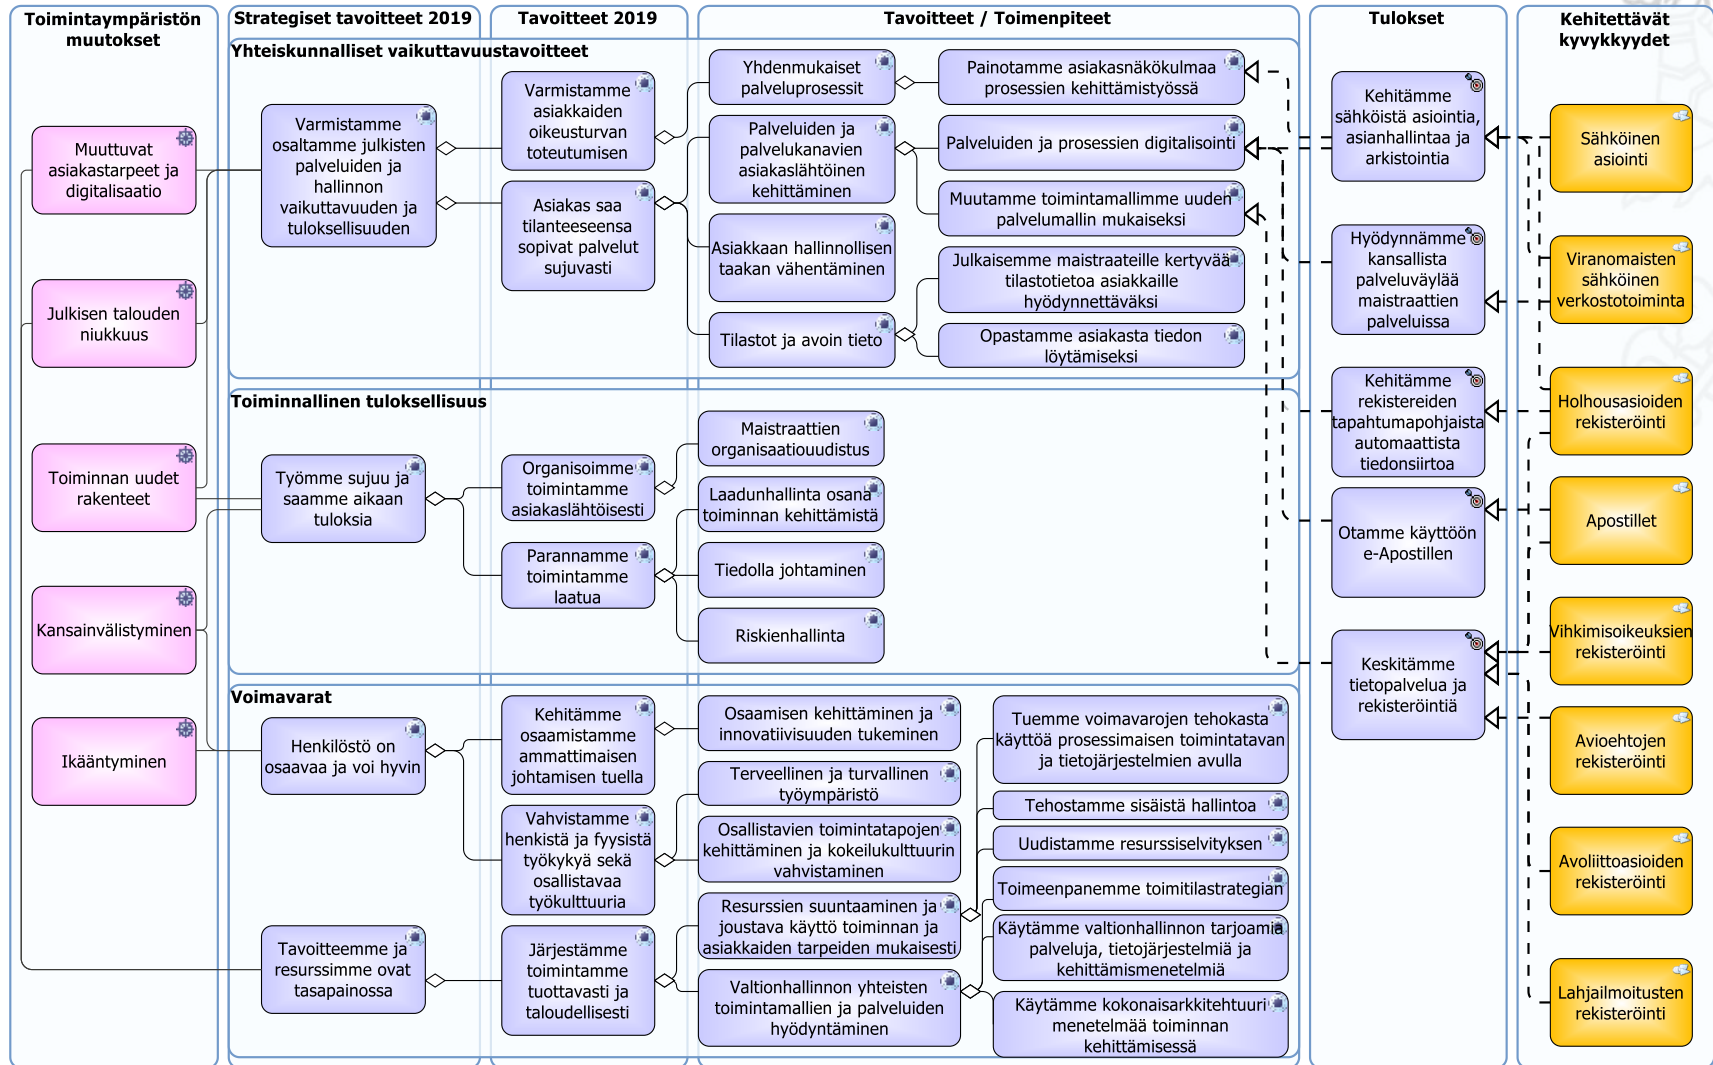 Toimintaympäristön
muutokset
Muuttuvat
asiakastarpeet ja
digitalisaatio
Julkisen talouden
niukkuus
Toiminnan uudet
rakenteet
Kansainvälistyminen
Ikääntyminen
Strategiset tavoitteet 2019
Tavoitteet 2019
Tavoitteet / Toimenpiteet
Yhteiskunnalliset vaikuttavuustavoitteet
Varmistamme
osaltamme julkisten
palveluiden ja
hallinnon
vaikuttavuuden ja
tuloksellisuuden
Varmistamme
asiakkaiden
oikeusturvan
toteutumisen
Asiakas saa
tilanteeseensa
sopivat palvelut
sujuvasti
Yhdenmukaiset
palveluprosessit
Palveluiden ja
palvelukanavien
asiakaslähtöinen
kehittäminen
Asiakkaan hallinnollisen
taakan vähentäminen
Tilastot ja avoin tieto
Painotamme asiakasnäkökulmaa
prosessien kehittämistyössä
Palveluiden ja prosessien digitalisointi
Muutamme toimintamallimme uuden
palvelumallin mukaiseksi
Julkaisemme maistraateille kertyvää
tilastotietoa asiakkaille
hyödynnettäväksi
Opastamme asiakasta tiedon
löytämiseksi
Toiminnallinen tuloksellisuus
Työmme sujuu ja
saamme aikaan
tuloksia
Organisoimme
toimintamme
asiakaslähtöisesti
Parannamme
toimintamme
laatua
Maistraattien
organisaatiouudistus
Laadunhallinta osana
toiminnan kehittämistä
Tiedolla johtaminen
Riskienhallinta
Voimavarat
Henkilöstö on
osaavaa ja voi hyvin
Tavoitteemme ja
resurssimme ovat
tasapainossa
Kehitämme
osaamistamme
ammattimaisen
johtamisen tuella
Vahvistamme
henkistä ja fyysistä
työkykyä sekä
osallistavaa
työkulttuuria
Järjestämme
toimintamme
tuottavasti ja
taloudellisesti
Osaamisen kehittäminen ja
innovatiivisuuden tukeminen
Terveellinen ja turvallinen
työympäristö
Osallistavien toimintatapojen
kehittäminen ja kokeilukulttuurin
vahvistaminen
Resurssien suuntaaminen ja
joustava käyttö toiminnan ja
asiakkaiden tarpeiden mukaisesti
Valtionhallinnon yhteisten
toimintamallien ja palveluiden
hyödyntäminen
Tuemme voimavarojen tehokasta
käyttöä prosessimaisen toimintatavan
ja tietojärjestelmien avulla
Tehostamme sisäistä hallintoa
Uudistamme resurssiselvityksen
Toimeenpanemme toimitilastrategian
Käytämme valtionhallinnon tarjoamia
palveluja, tietojärjestelmiä ja
kehittämismenetelmiä
Käytämme kokonaisarkkitehtuuri
menetelmää toiminnan
kehittämisessä
Tulokset
Kehitämme
sähköistä asiointia,
asianhallintaa ja
arkistointia
Hyödynnämme
kansallista
palveluväylää
maistraattien
palveluissa
Kehitämme
rekistereiden
tapahtumapohjaista
automaattista
tiedonsiirtoa
Otamme käyttöön
e-Apostillen
Keskitämme
tietopalvelua ja
rekisteröintiä
Kehitettävät
kyvykkyydet
Sähköinen
asiointi
Viranomaisten
sähköinen
verkostotoiminta
Holhousasioiden
rekisteröinti
Apostillet
Vihkimisoikeuksien
rekisteröinti
Avioehtojen
rekisteröinti
Avoliittoasioiden
rekisteröinti
Lahjailmoitusten
rekisteröinti